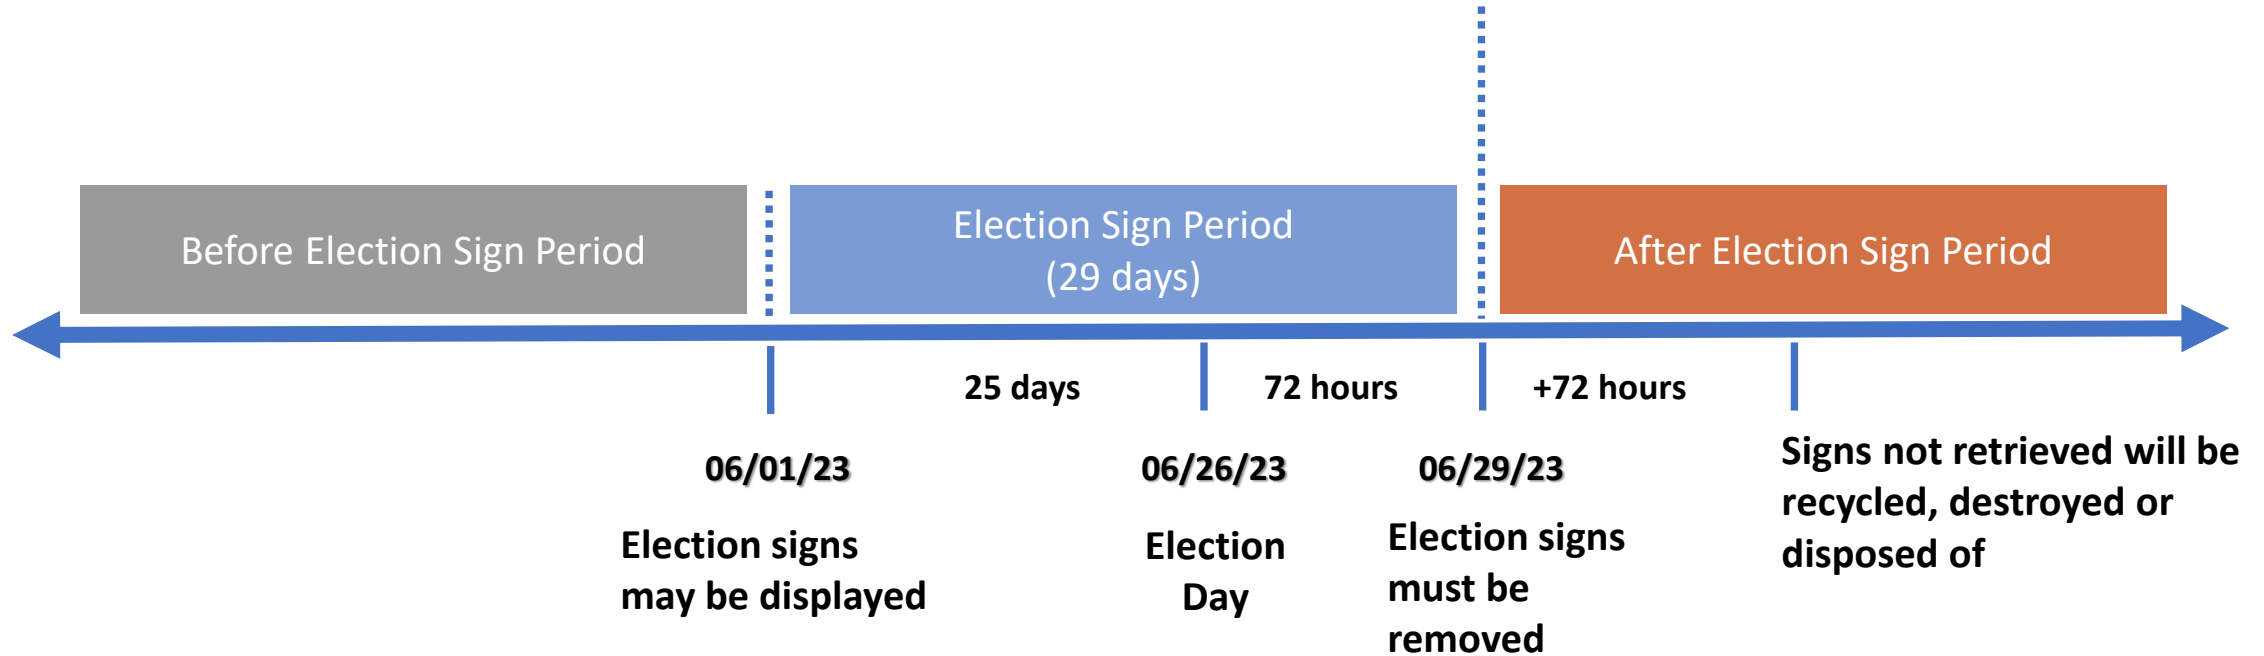 Before Election Sign Period
Election Sign Period
(29 days)
After Election Sign Period
25 days
72 hours
+72 hours
06/01/23
Election signs
may be displayed
06/26/23
Election
Day
06/29/23
Election signs
must be
removed
Signs not retrieved will be
recycled, destroyed or
disposed of